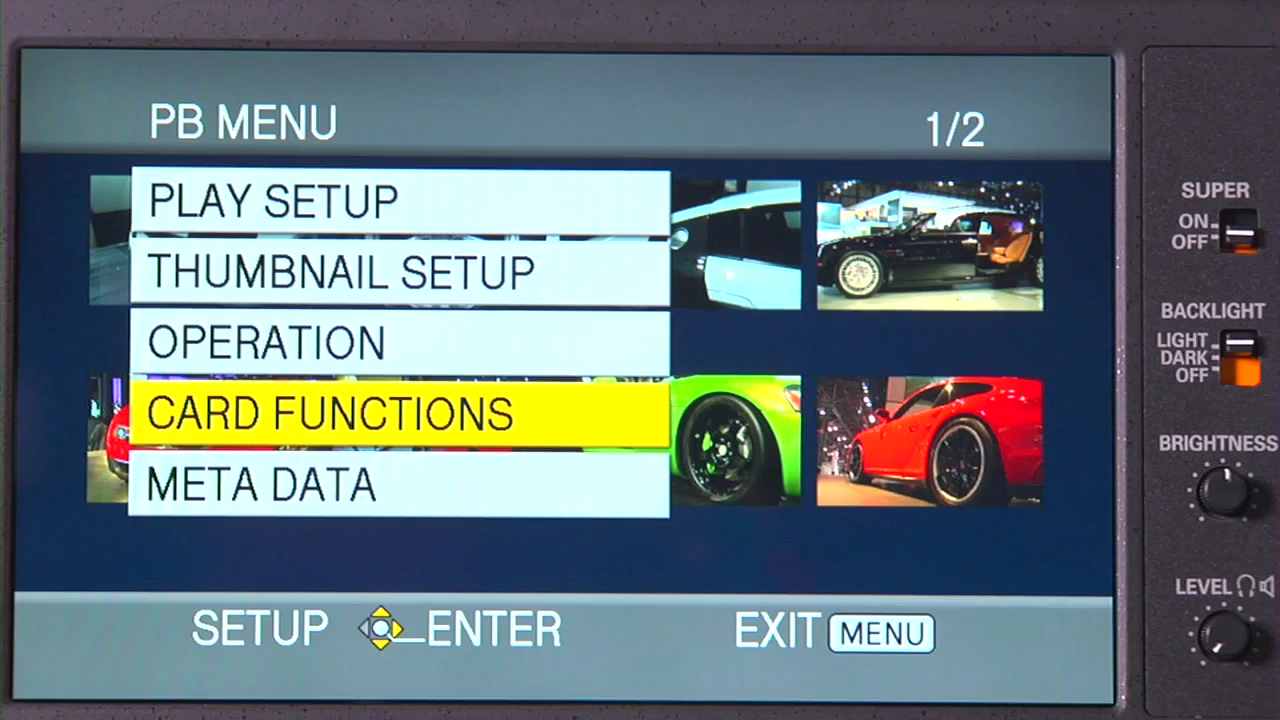 PB MENU
1/2
PLAY SETUP
THUMBNAIL SETUP
OPERATION
CARD FUNCTIONS
META DATA
SETUP ENTER EXIT MENU
SUPER
ON
OFF
BACKLIGHT
LIGHT
DARK
OFF
BRIGHTNESS
LEVEL